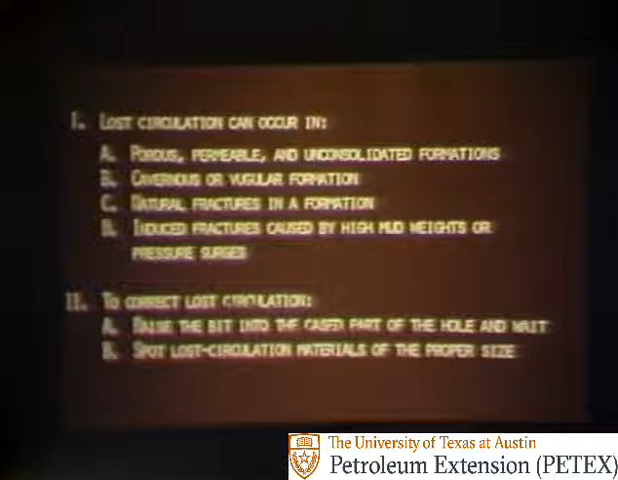 I. LOST CIRCULATION CAN OCCUR IN:
A. POROUS, PERMEABLE, AND UNCONSOLIDATED FORMATIONS
B. CAVERNOUS OR VUGULAR FORMATION
C. NATURAL FRACTURES IN A FORMATION
D. INDUCED FRACTURES CAUSED BY HIGH MUD WEIGHTS OR
PRESSURE SURGES
II. TO CORRECT LOST CIRCULATION:
A. RAISE THE BIT INTO THE CASED PART OF THE HOLE AND WAIT
B. SPOT LOST-CIRCULATION MATERIALS OF THE PROPER SIZE
The University of Texas at Austin
Petroleum Extension (PETEX)